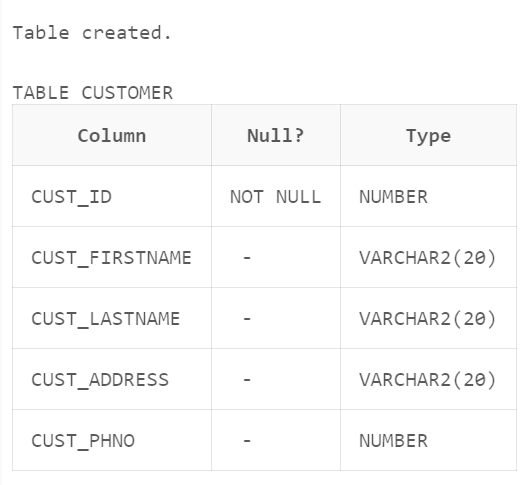 Table created.
TABLE CUSTOMER
Column Null? Type
CUST_ID NOT NULL NUMBER
CUST_FIRSTNAME - VARCHAR2(20)
CUST_LASTNAME - VARCHAR2(20)
CUST_ADDRESS - VARCHAR2(20)
CUST_PHNO - NUMBER